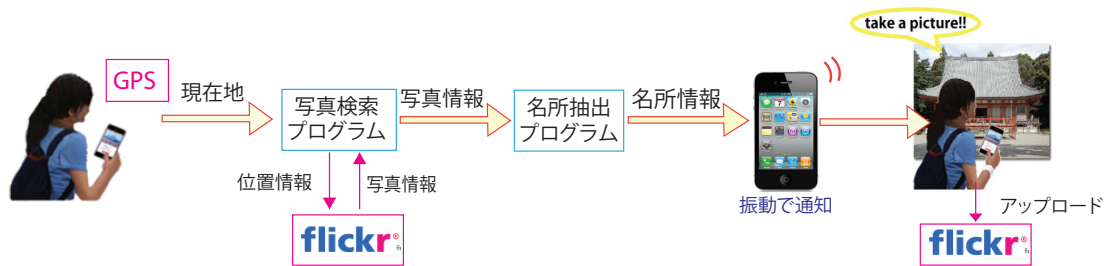 take a picture!!
GPS
現在地
写真検索
プログラム
写真情報
名所抽出
プログラム
名所情報
位置情報
写真情報
flickr®
振動で通知
アップロード
flickr®